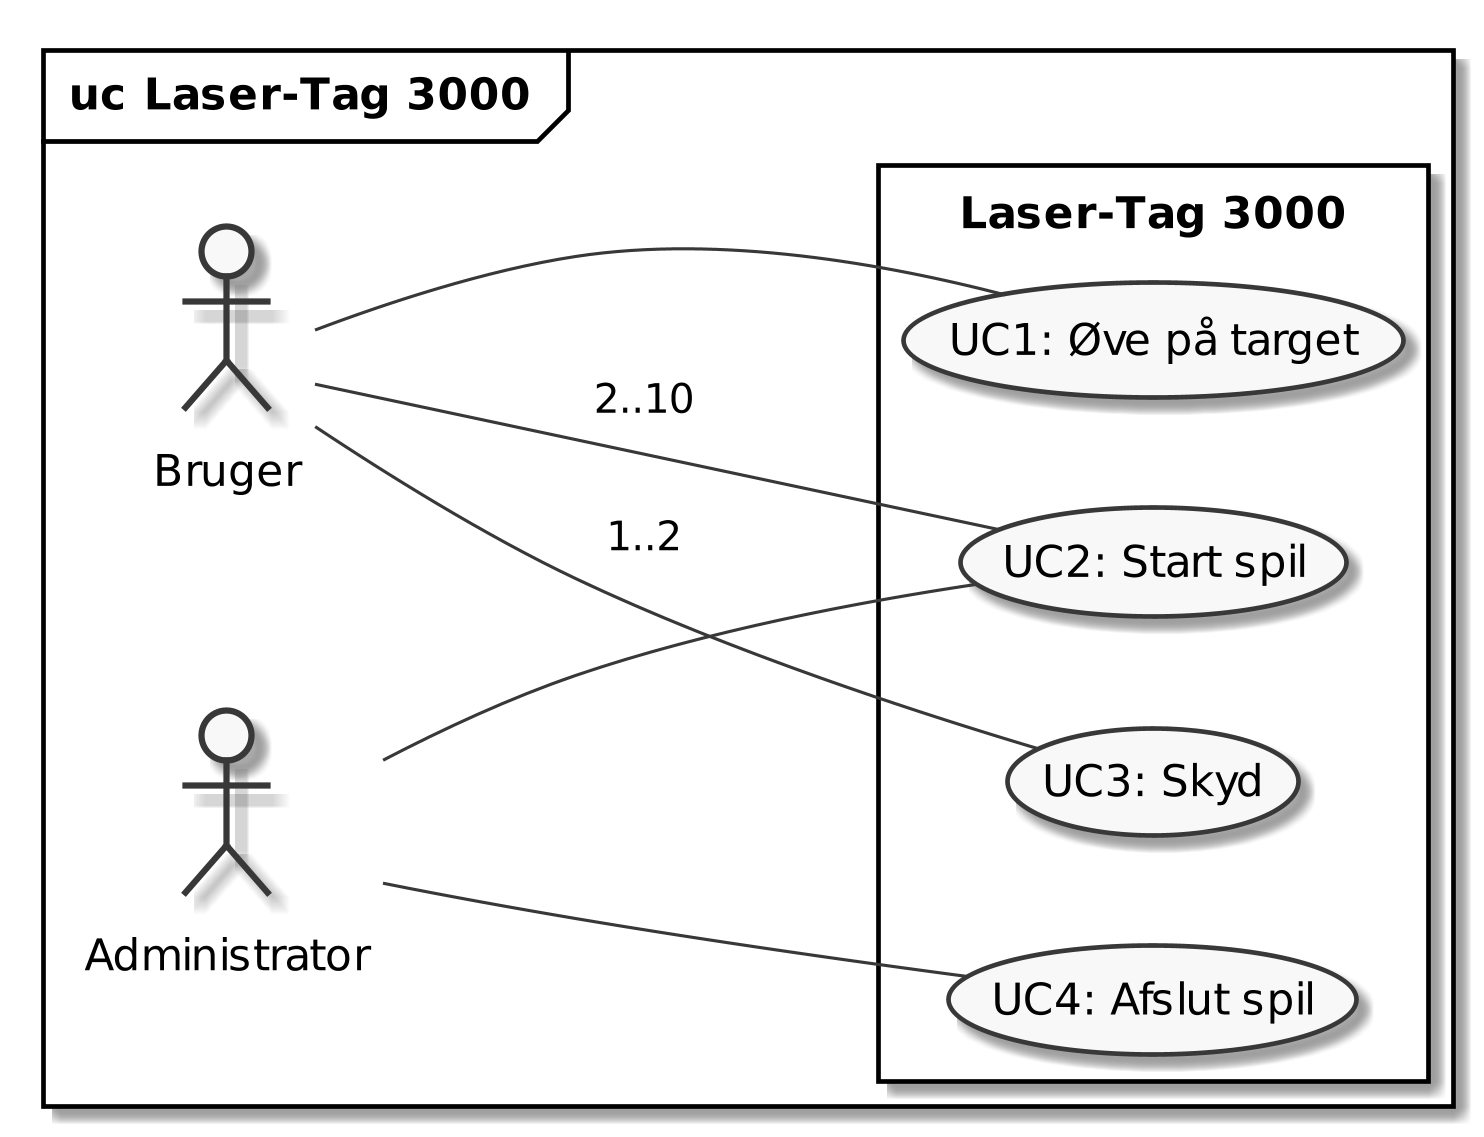 uc Laser-Tag 3000
Laser-Tag 3000
UC1: Øve på target
2..10
Bruger
1..2
UC2: Start spil
UC3: Skyd
Administrator
UC4: Afslut spil